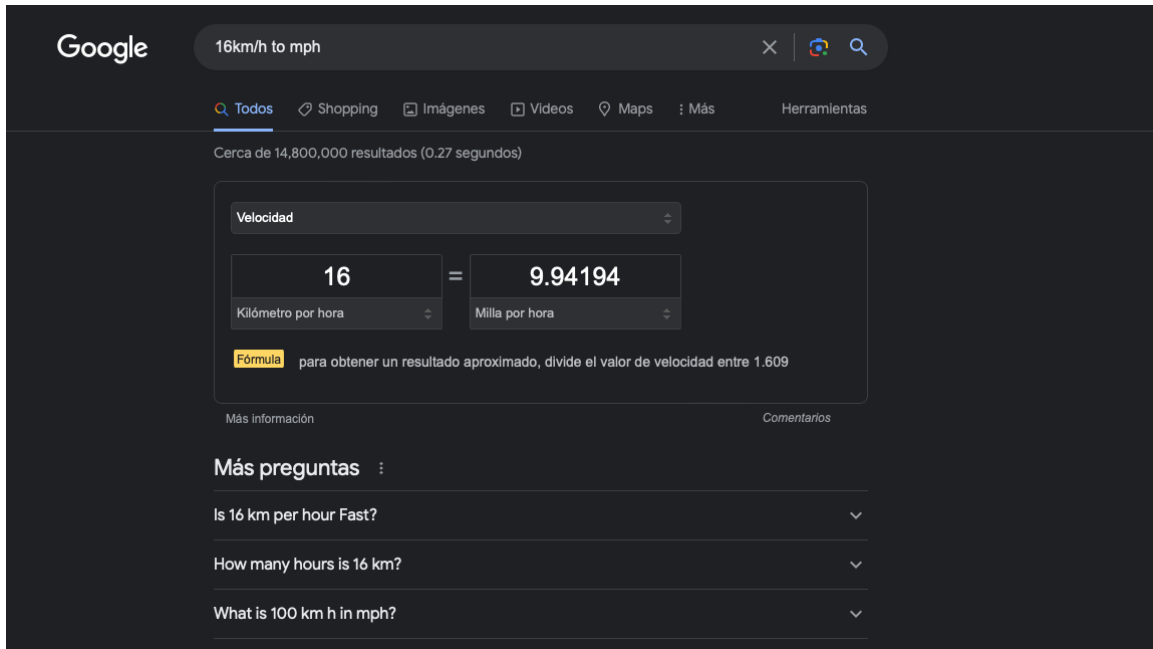 Google 16km/h to mph
Todos Shopping Imágenes Videos Maps Más Herramientas
Cerca de 14,800,000 resultados (0.27 segundos)
Velocidad
16 = 9.94194
Kilómetro por hora Milla por hora
Fórmula para obtener un resultado aproximado, divide el valor de velocidad entre 1.609
Más información Comentarios
Más preguntas
Is 16 km per hour Fast?
How many hours is 16 km?
What is 100 km h in mph?